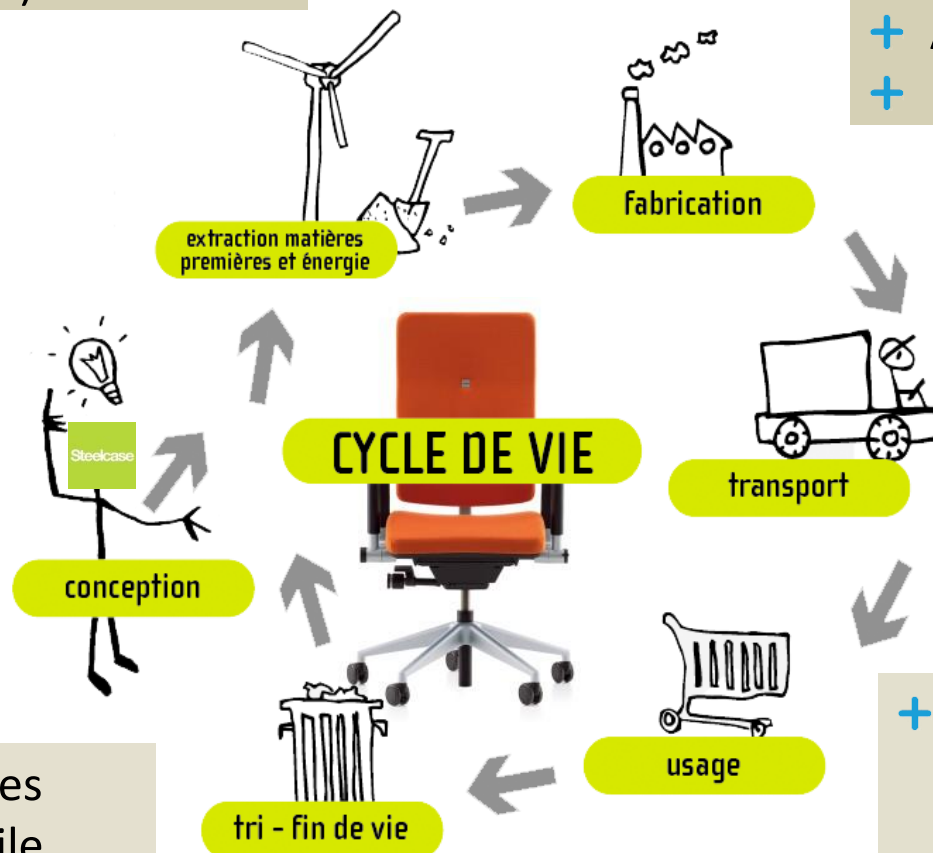 extraction matières
premières et énergie
fabrication
Steelcase
CYCLE DE VIE
transport
conception
usage
tri - fin de vie